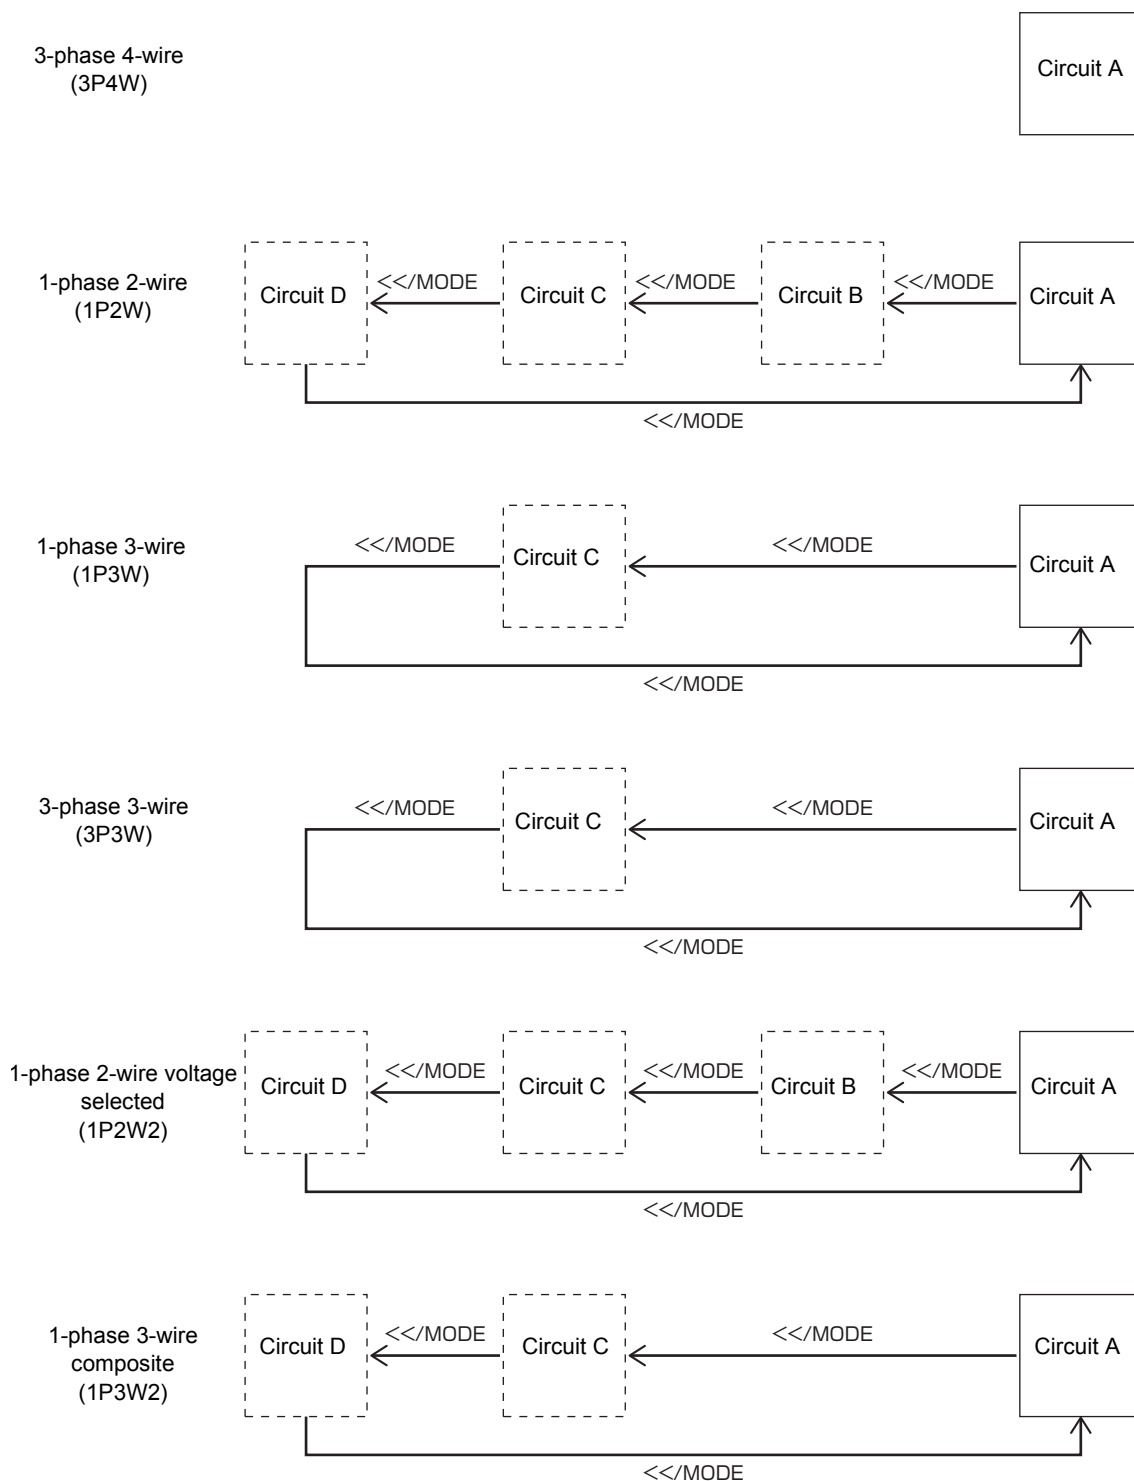 3-phase 4-wire
(3P4W)
Circuit A
1-phase 2-wire
(1P2W)
Circuit D
<</MODE
Circuit C
<</MODE
Circuit B
<</MODE
Circuit A
<</MODE
1-phase 3-wire
(1P3W)
<</MODE
Circuit C
<</MODE
Circuit A
<</MODE
3-phase 3-wire
(3P3W)
<</MODE
Circuit C
<</MODE
Circuit A
<</MODE
1-phase 2-wire voltage
selected
(1P2W2)
Circuit D
<</MODE
Circuit C
<</MODE
Circuit B
<</MODE
Circuit A
<</MODE
1-phase 3-wire
composite
(1P3W2)
Circuit D
<</MODE
Circuit C
<</MODE
Circuit A
<</MODE